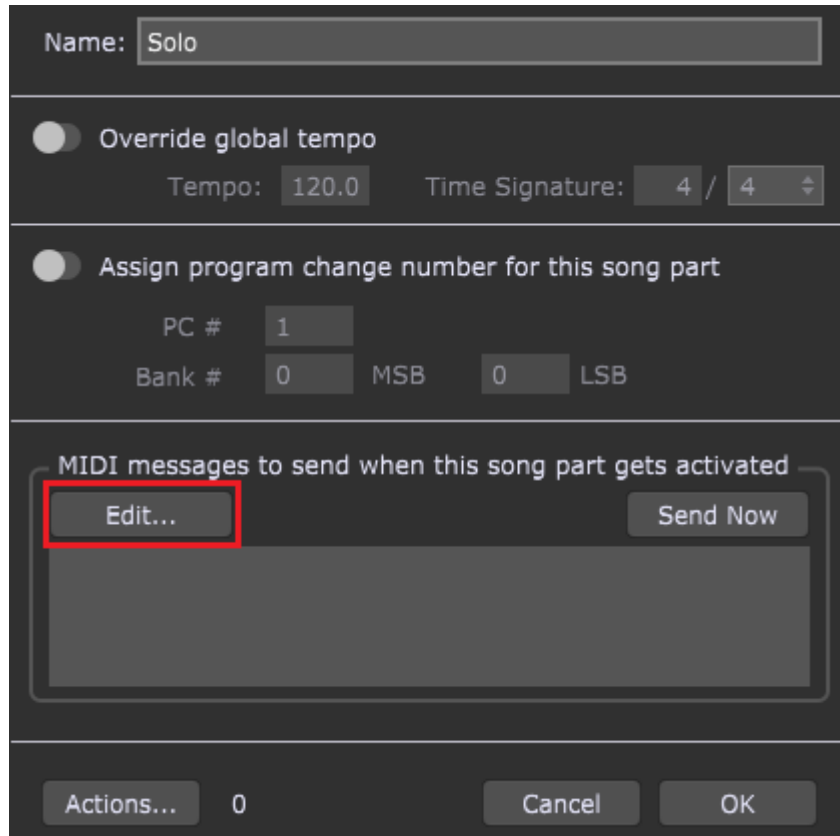 Name: Solo
Override global tempo
Tempo: 120.0 Time Signature: 4 / 4
Assign program change number for this song part
PC # 1
Bank # 0 MSB 0 LSB
MIDI messages to send when this song part gets activated
Edit... Send Now
Actions... 0 Cancel OK